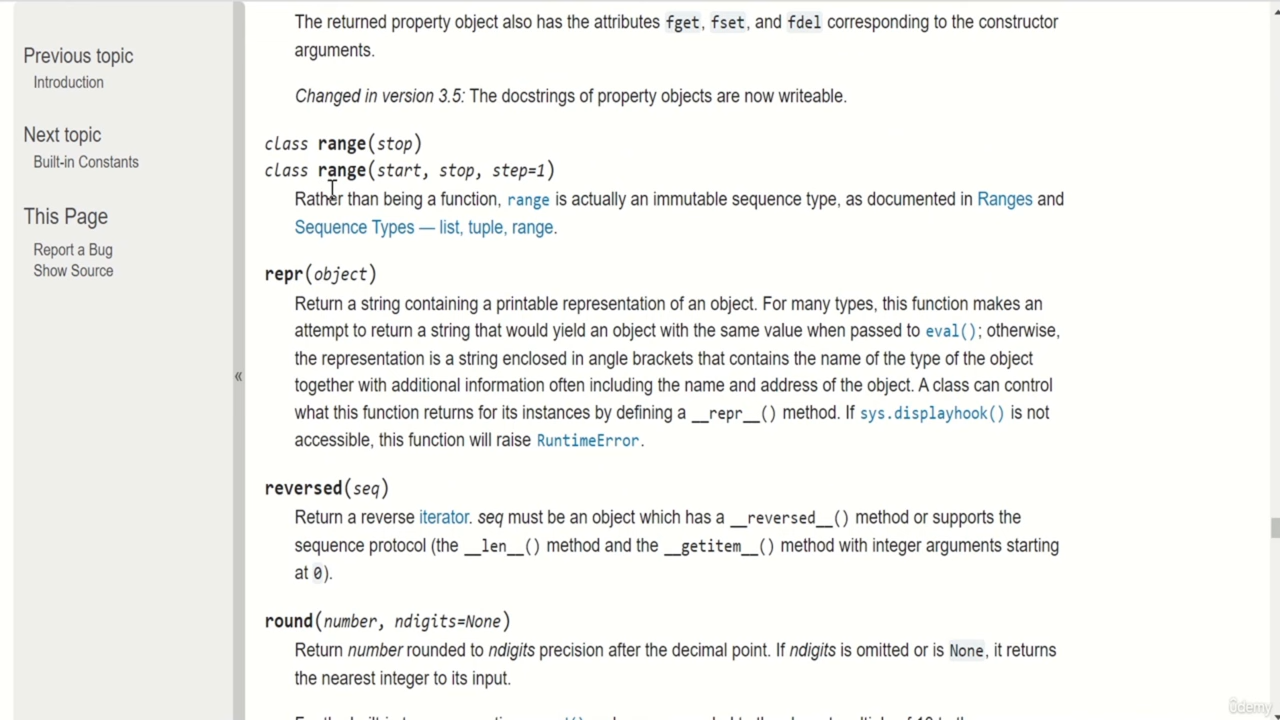 Previous topic
Introduction
Next topic
Built-in Constants
This Page
Report a Bug
Show Source
«
The returned property object also has the attributes fget, fset, and fdel corresponding to the constructor
arguments.
Changed in version 3.5: The docstrings of property objects are now writeable.
class range(stop)
class range(start, stop, step=1)
Rather than being a function, range is actually an immutable sequence type, as documented in Ranges and
Sequence Types — list, tuple, range.
repr(object)
Return a string containing a printable representation of an object. For many types, this function makes an
attempt to return a string that would yield an object with the same value when passed to eval(); otherwise,
the representation is a string enclosed in angle brackets that contains the name of the type of the object
together with additional information often including the name and address of the object. A class can control
what this function returns for its instances by defining a __repr__() method. If sys.displayhook() is not
accessible, this function will raise RuntimeError.
reversed(seq)
Return a reverse iterator. seq must be an object which has a __reversed__() method or supports the
sequence protocol (the __len__() method and the __getitem__() method with integer arguments starting
at 0).
round(number, ndigits=None)
Return number rounded to ndigits precision after the decimal point. If ndigits is omitted or is None, it returns
the nearest integer to its input.
ûdemy